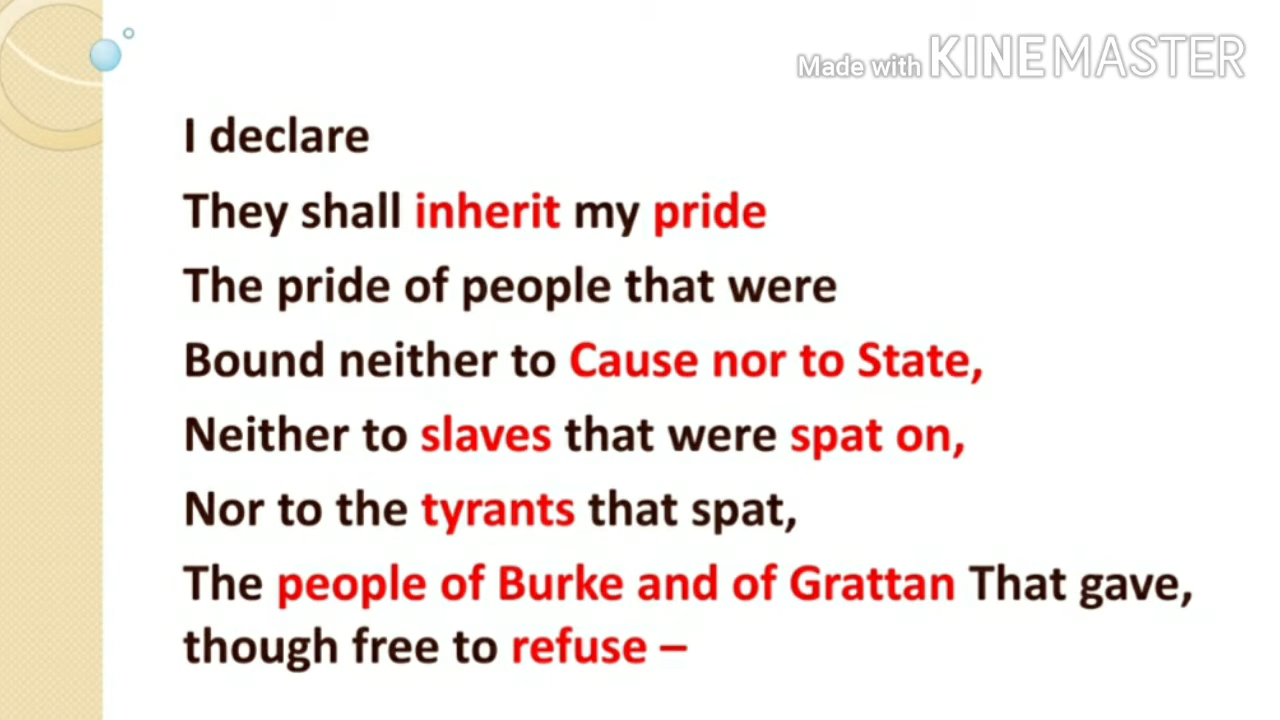 Made with KINEMASTER
I declare
They shall inherit my pride
The pride of people that were
Bound neither to Cause nor to State,
Neither to slaves that were spat on,
Nor to the tyrants that spat,
The people of Burke and of Grattan That gave,
though free to refuse –